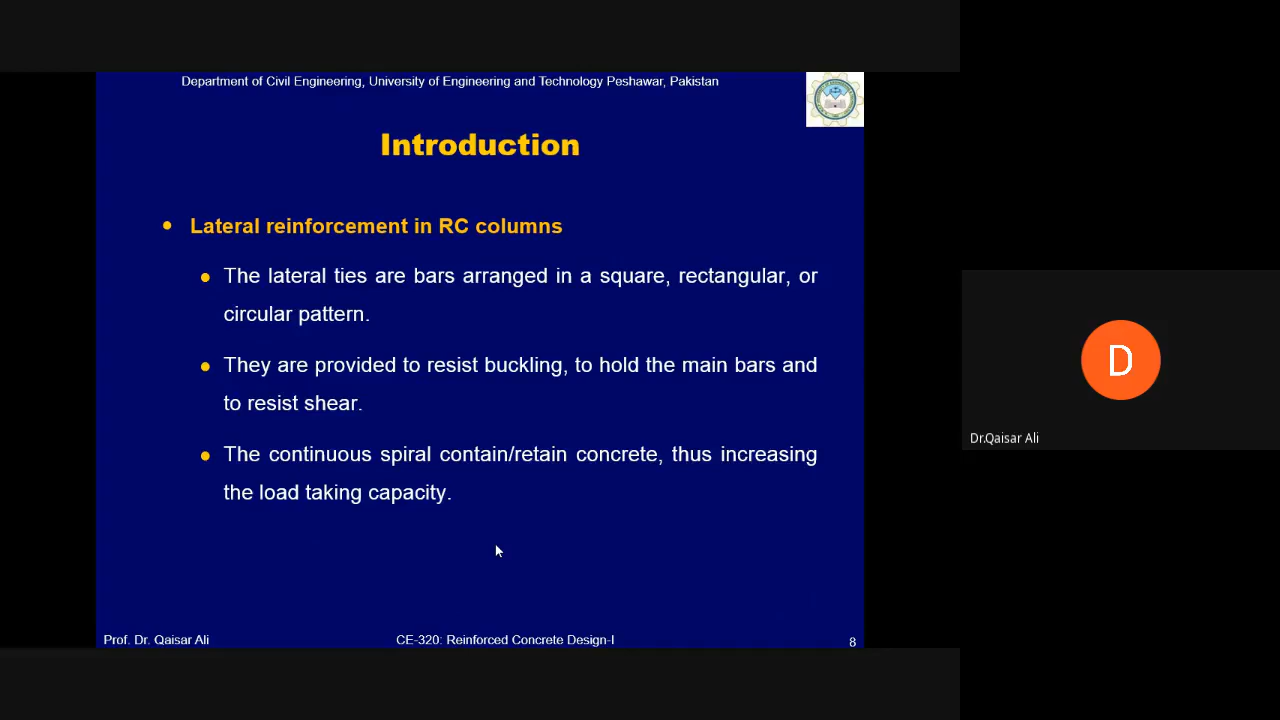 Department of Civil Engineering, University of Engineering and Technology Peshawar, Pakistan
Introduction
Lateral reinforcement in RC columns
The lateral ties are bars arranged in a square, rectangular, or
circular pattern.
They are provided to resist buckling, to hold the main bars and
to resist shear.
The continuous spiral contain/retain concrete, thus increasing
the load taking capacity.
Prof. Dr. Qaisar Ali
CE-320: Reinforced Concrete Design-I
8
D
Dr.Qaisar Ali